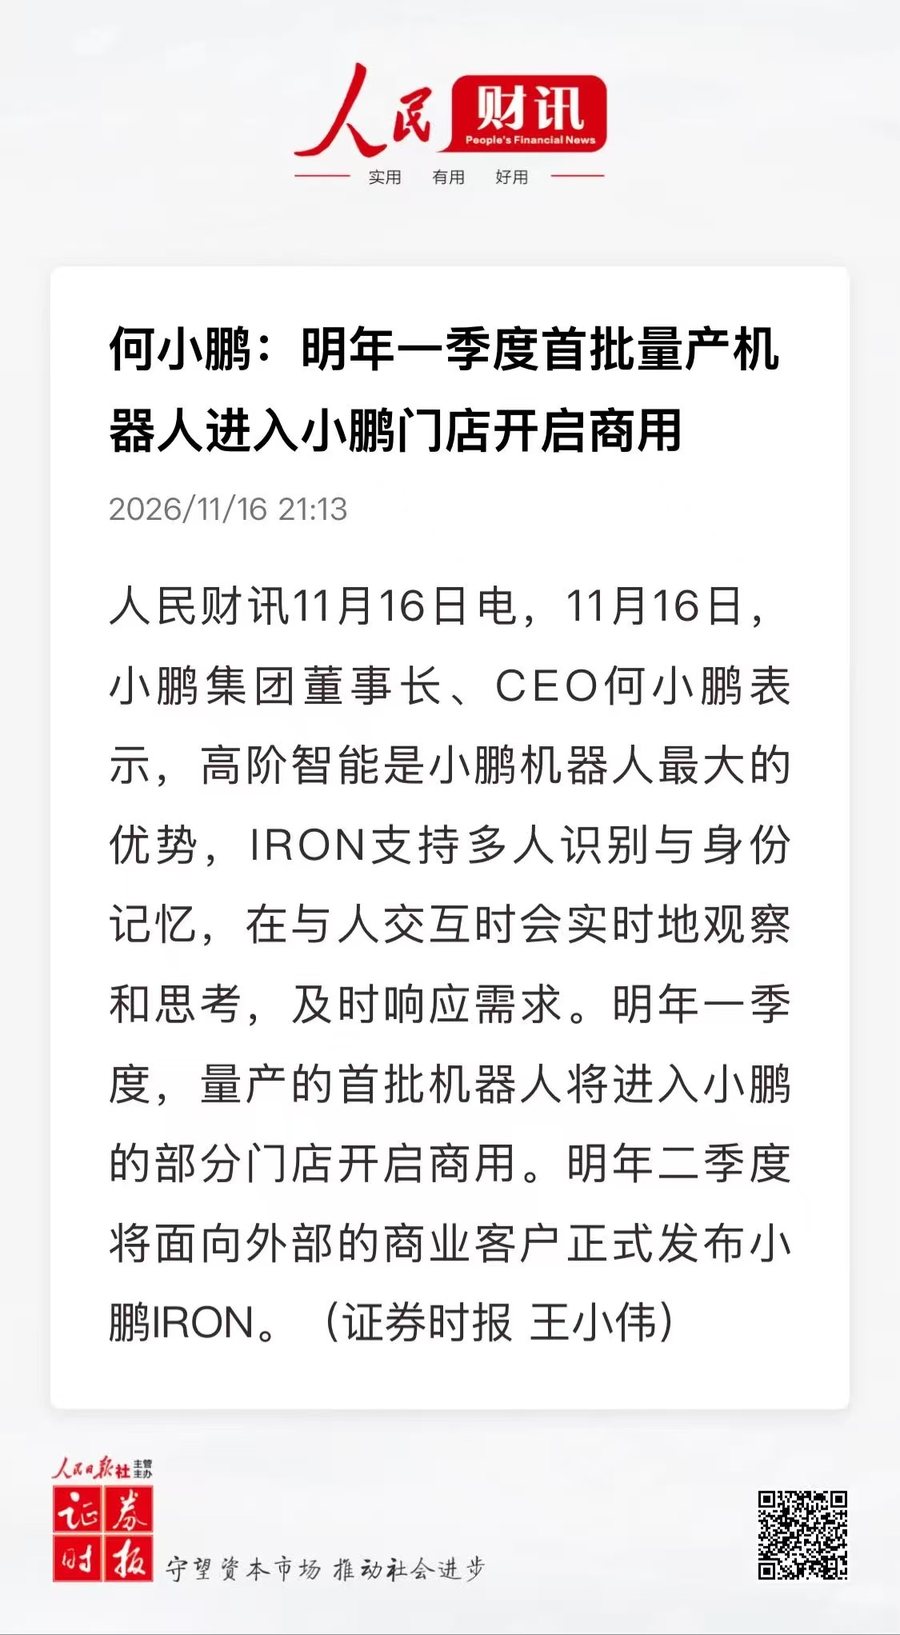 人民财讯
People's Financial News
实用 有用 好用
何小鹏：明年一季度首批量产机
器人进入小鹏门店开启商用
2026/11/16 21:13
人民财讯11月16日电，11月16日，
小鹏集团董事长、CEO何小鹏表
示，高阶智能是小鹏机器人最大的
优势，IRON支持多人识别与身份
记忆，在与人交互时会实时地观察
和思考，及时响应需求。明年一季
度，量产的首批机器人将进入小鹏
的部分门店开启商用。明年二季度
将面向外部的商业客户正式发布小
鹏IRON。（证券时报 王小伟）
人民日报社 主管 主办
证券时报
守望资本市场 推动社会进步